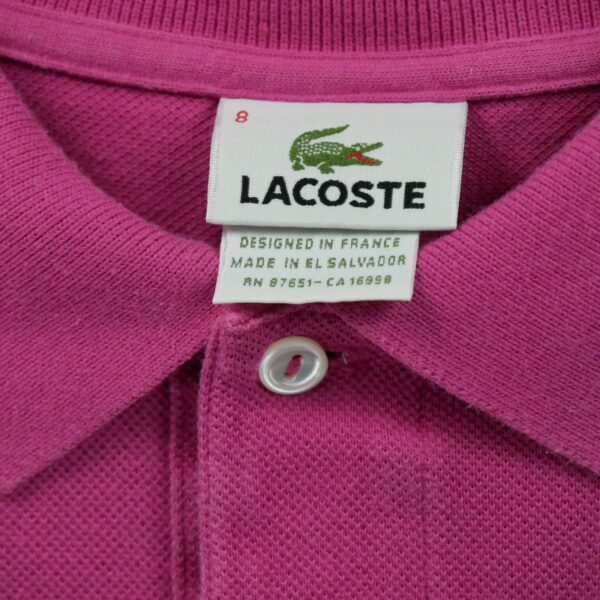 8
LACOSTE
DESIGNED IN FRANCE
MADE IN EL SALVADOR
RN 87651-CA 16998